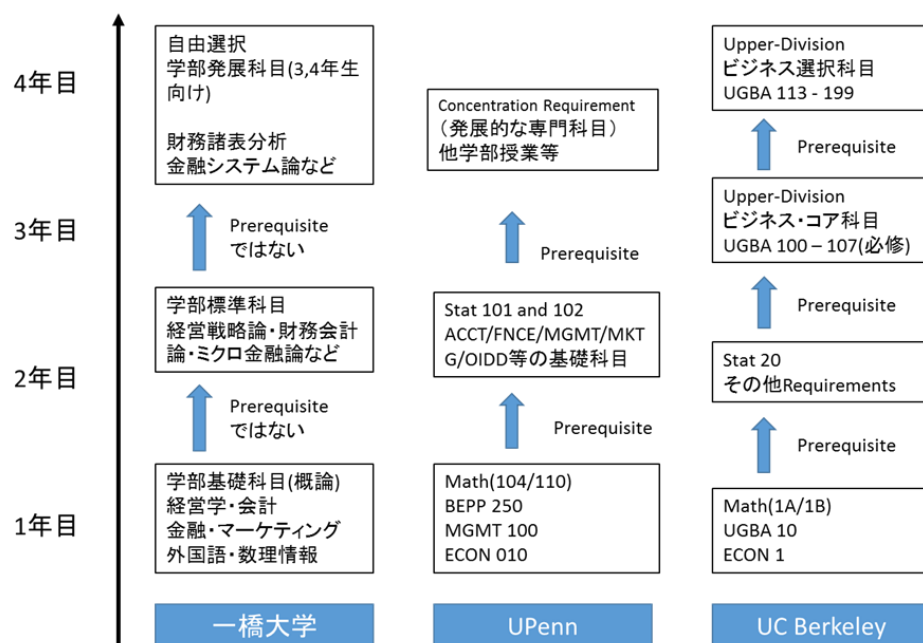 4年目
3年目
2年目
1年目
自由選択
学部発展科目(3,4年生
向け)
財務諸表分析
金融システム論など
Prerequisite
ではない
学部標準科目
経営戦略論・財務会計
論・ミクロ金融論など
Prerequisite
ではない
学部基礎科目(概論)
経営学・会計
金融・マーケティング
外国語・数理情報
一橋大学
Concentration Requirement
（発展的な専門科目）
他学部授業等
Prerequisite
Stat 101 and 102
ACCT/FNCE/MGMT/MKT
G/OIDD等の基礎科目
Prerequisite
Math(104/110)
BEPP 250
MGMT 100
ECON 010
UPenn
Upper-Division
ビジネス選択科目
UGBA 113 - 199
Prerequisite
Upper-Division
ビジネス・コア科目
UGBA 100 – 107(必修)
Prerequisite
Stat 20
その他Requirements
Prerequisite
Math(1A/1B)
UGBA 10
ECON 1
UC Berkeley